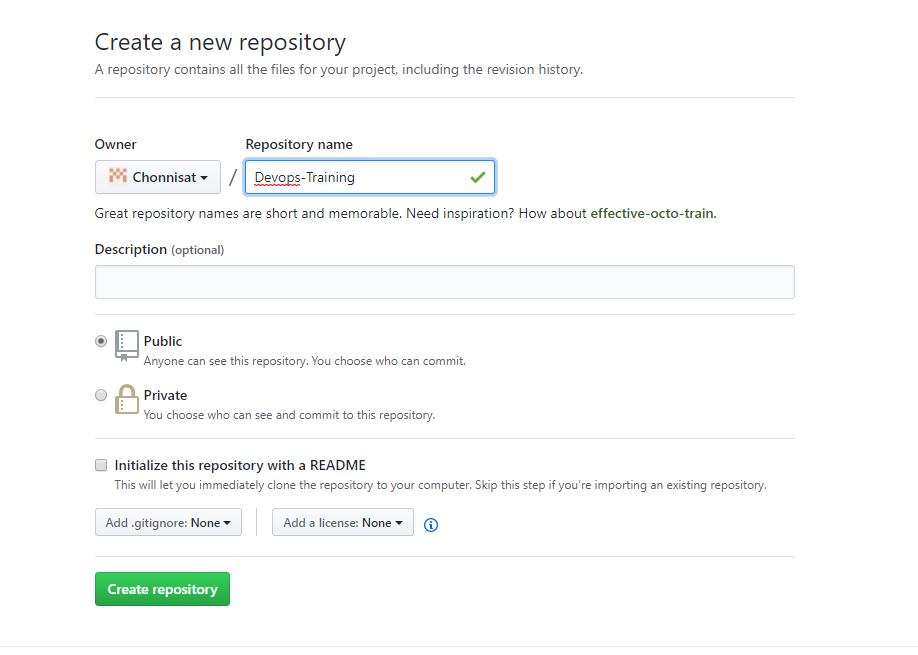 Create a new repository
A repository contains all the files for your project, including the revision history.
Owner Repository name
Chonnisat / Devops-Training
Great repository names are short and memorable. Need inspiration? How about effective-octo-train.
Description (optional)
Public
Anyone can see this repository. You choose who can commit.
Private
You choose who can see and commit to this repository.
Initialize this repository with a README
This will let you immediately clone the repository to your computer. Skip this step if you’re importing an existing repository.
Add .gitignore: None Add a license: None
Create repository